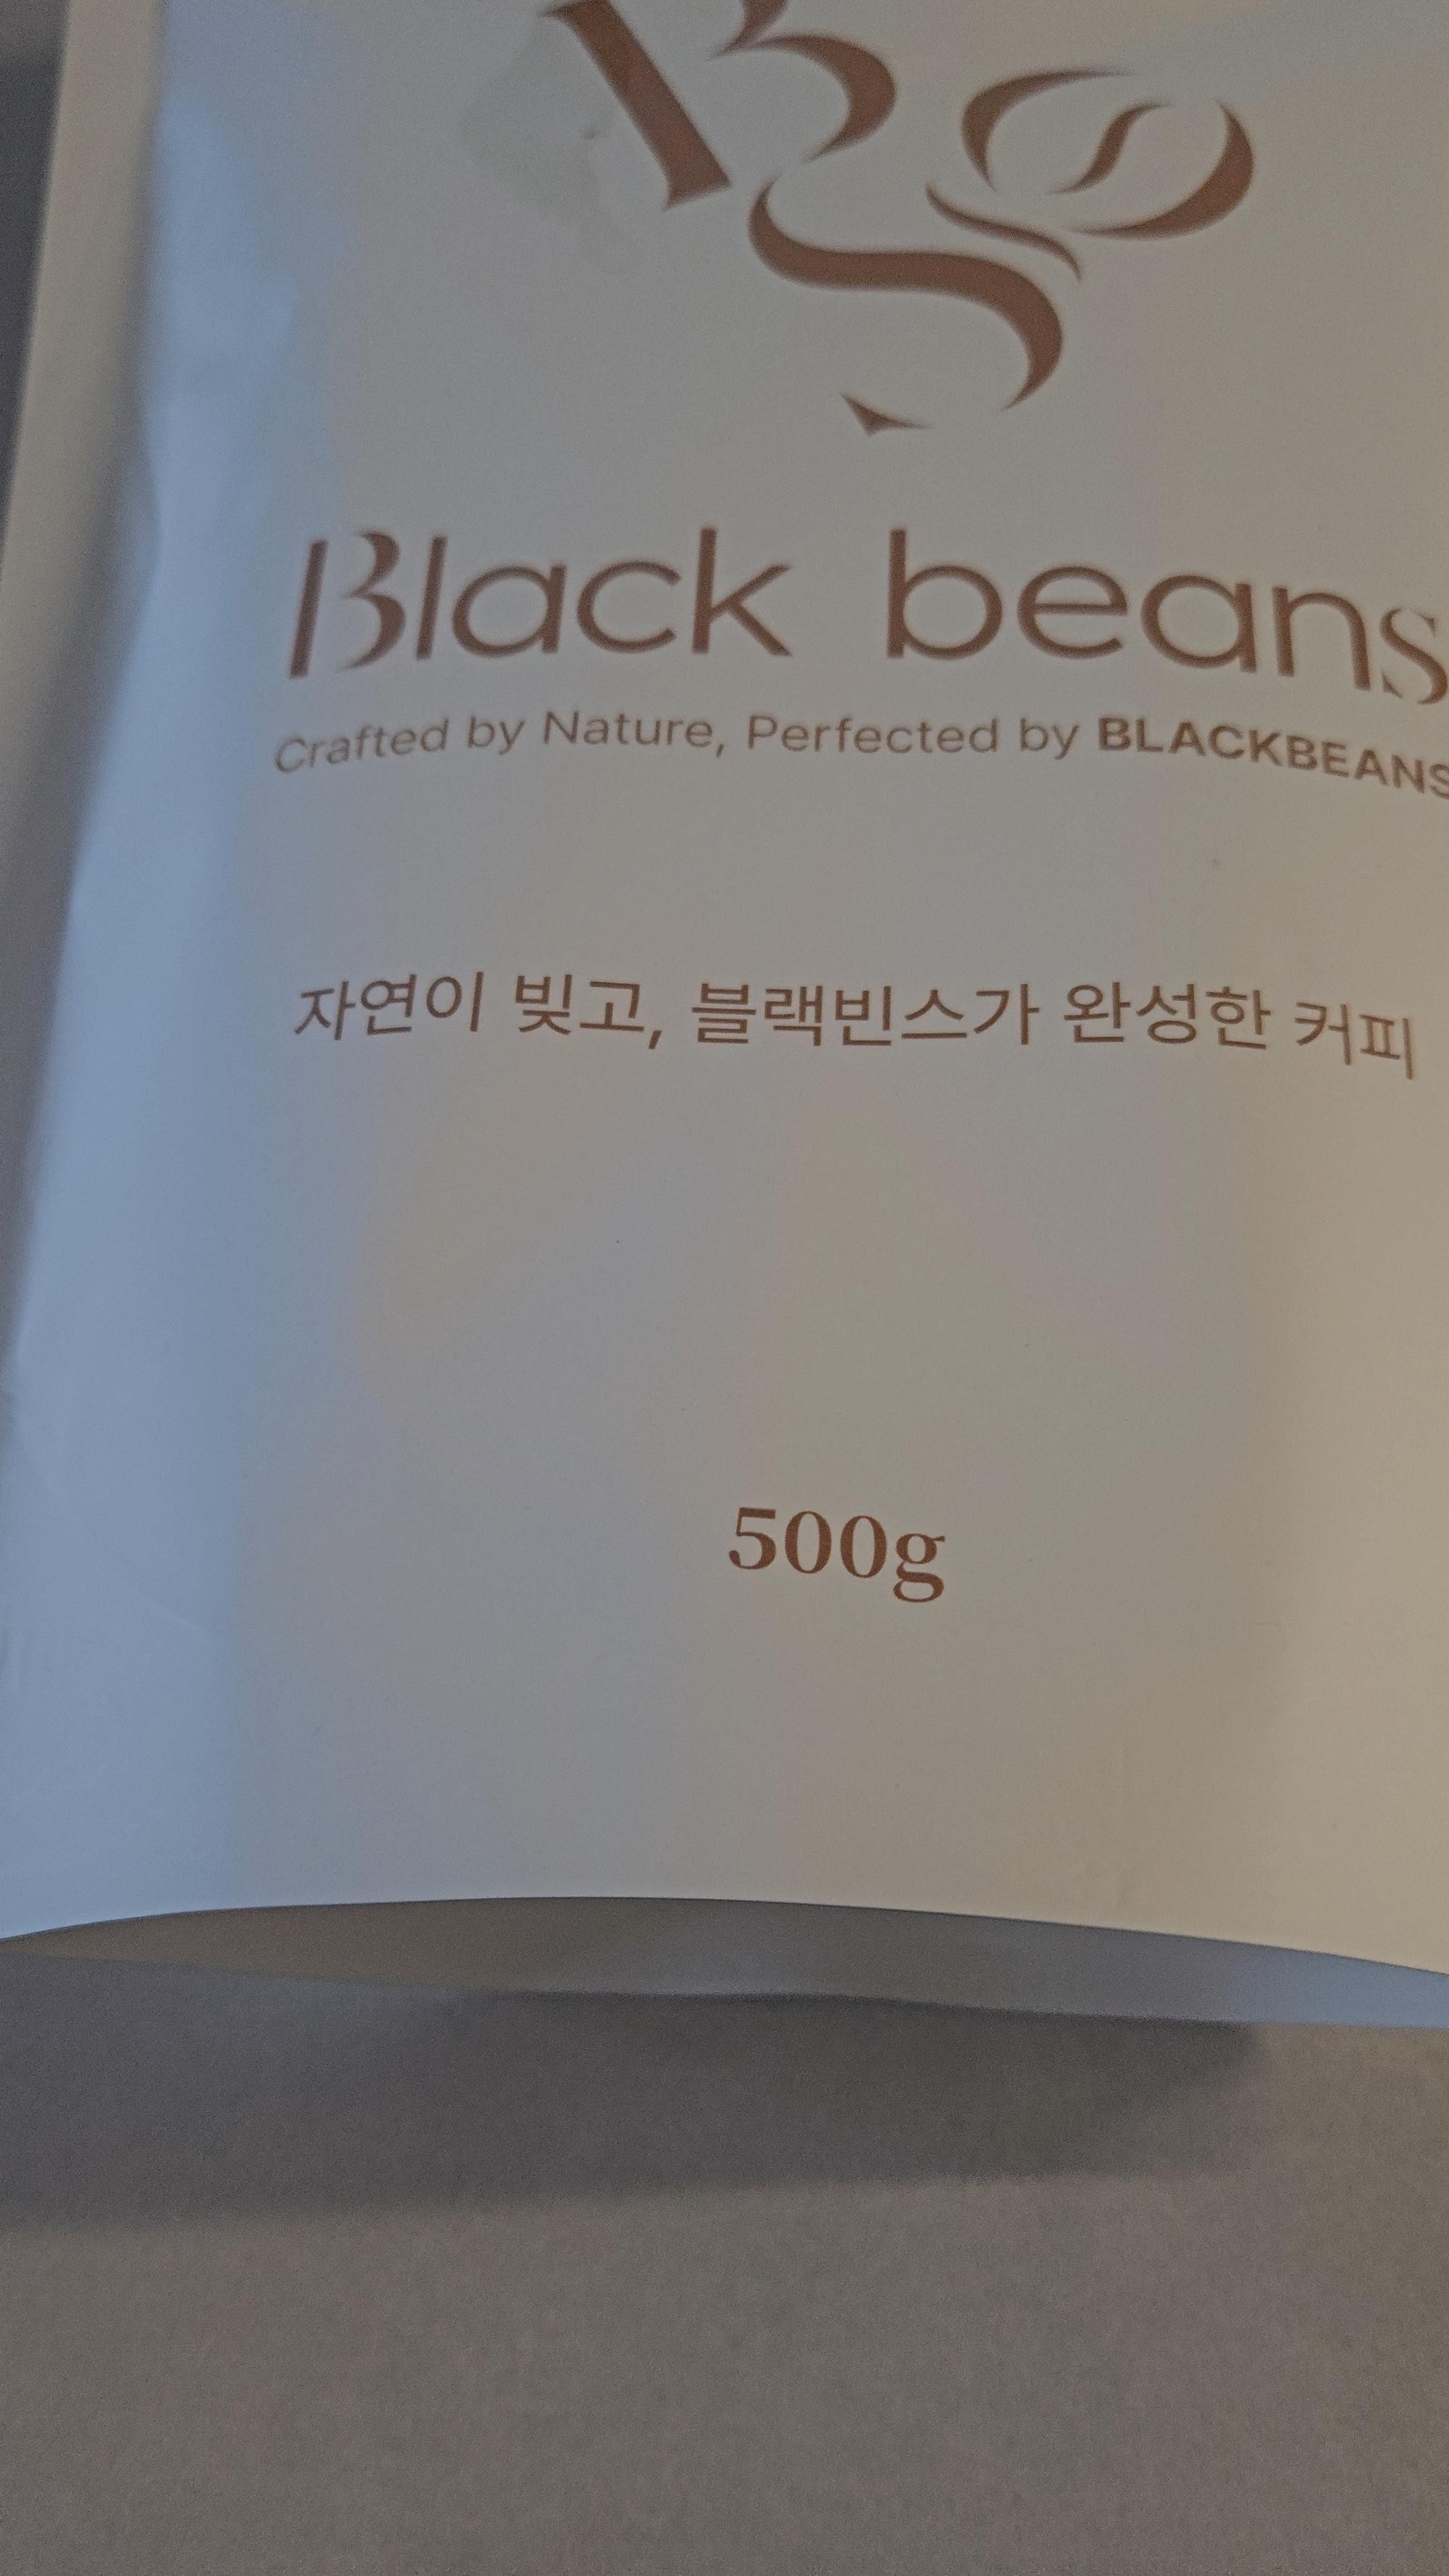 Black beans
Crafted by Nature, Perfected by BLACKBEANS
자연이 빚고, 블랙빈스가 완성한 커피
500g